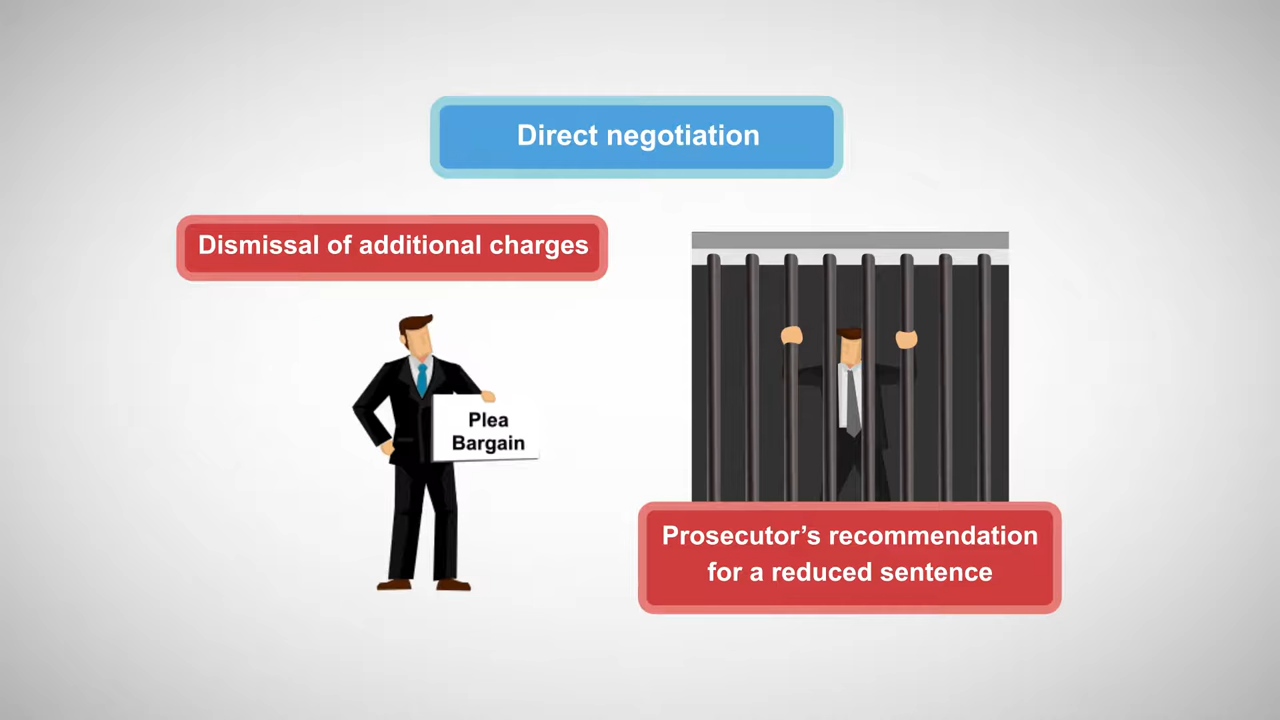 Direct negotiation
Dismissal of additional charges
Plea
Bargain
Prosecutor’s recommendation
for a reduced sentence